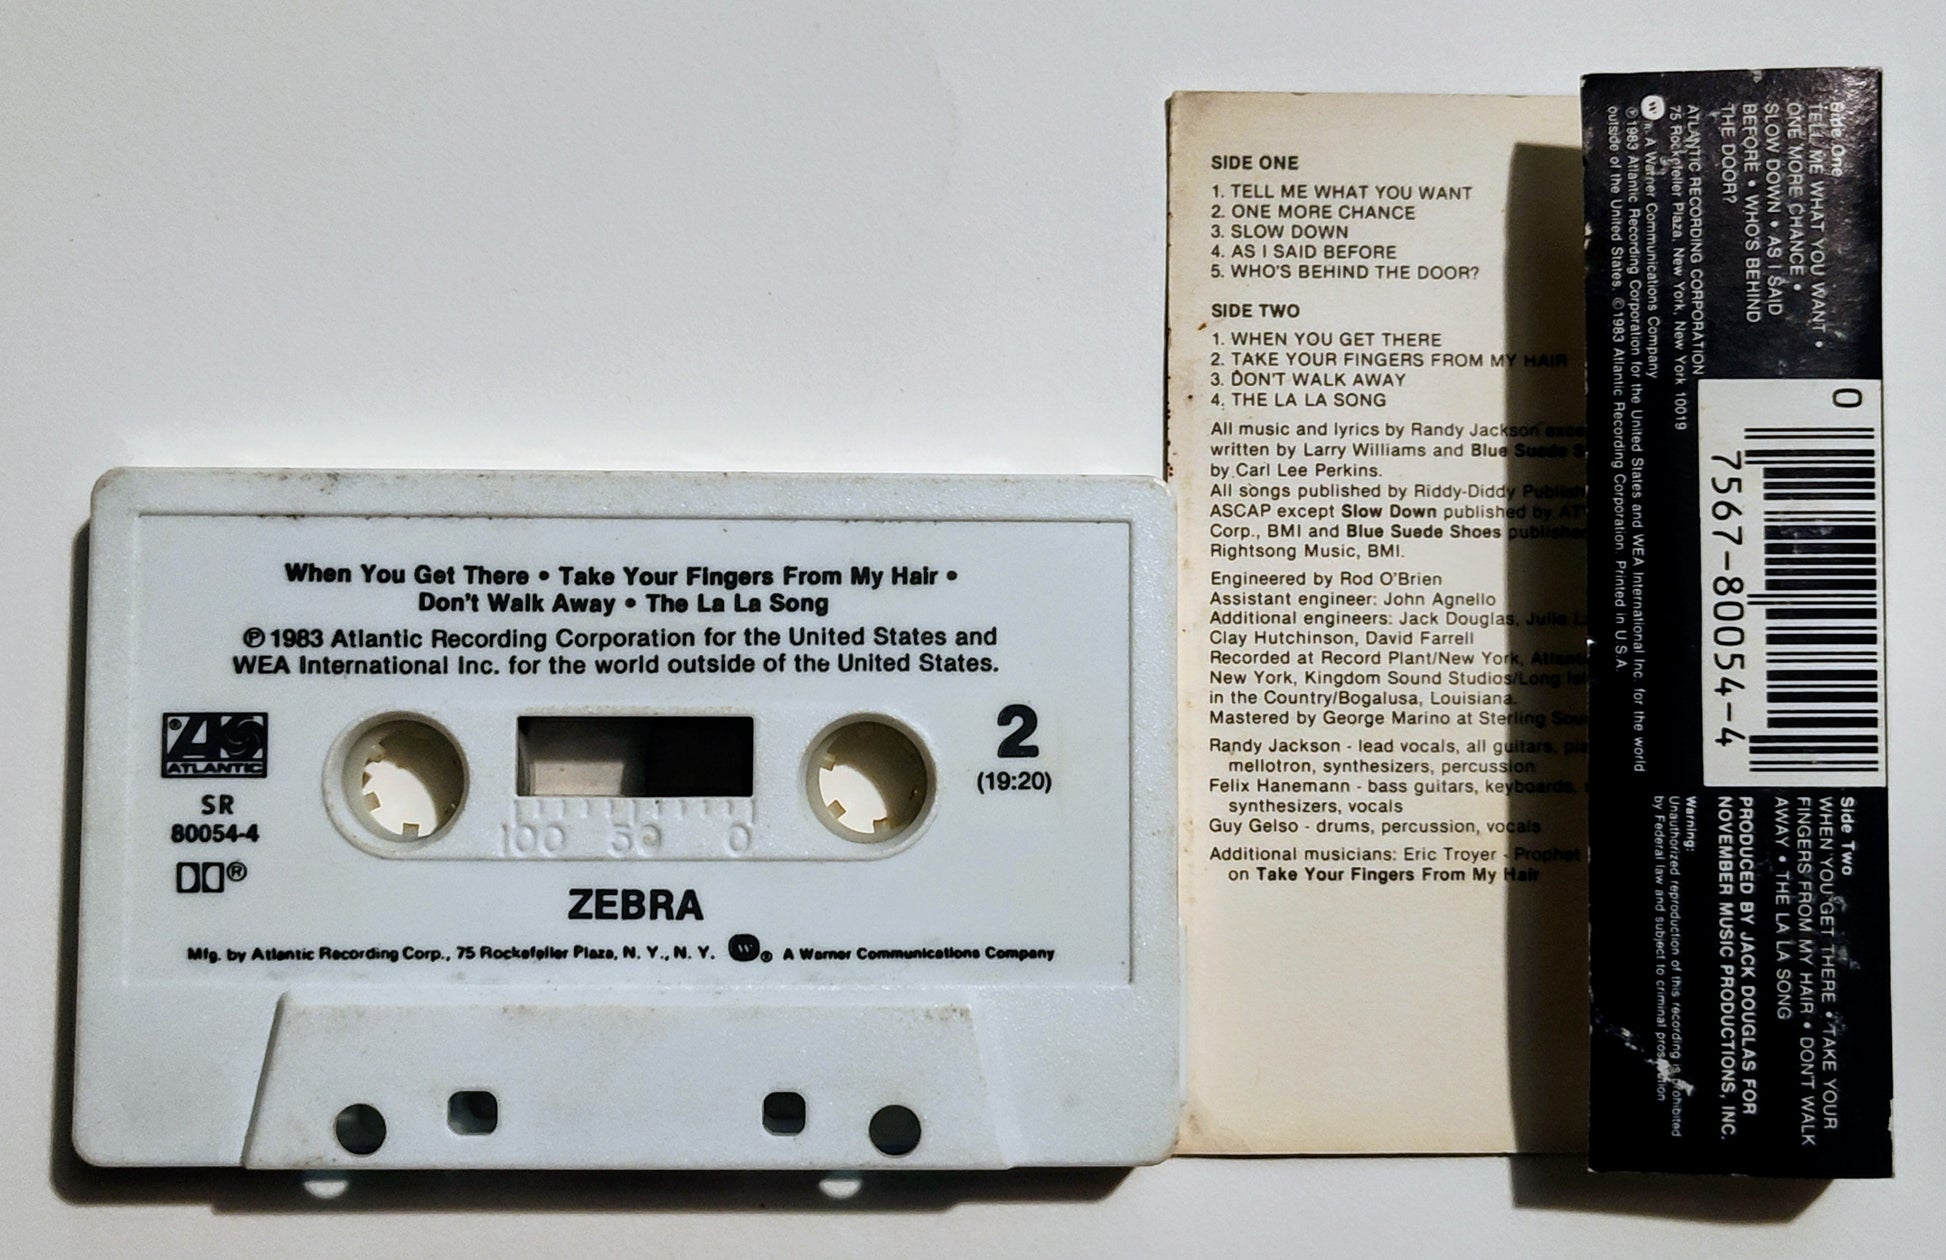 When You Get There • Take Your Fingers From My Hair •
Don't Walk Away • The La La Song
℗ 1983 Atlantic Recording Corporation for the United States and
WEA International Inc. for the world outside of the United States.
ATLANTIC
SR
80054-4
®
2
(19:20)
100 50 0
ZEBRA
Mfg. by Atlantic Recording Corp., 75 Rockefeller Plaza, N. Y., N. Y. ® A Warner Communications Company
SIDE ONE
1. TELL ME WHAT YOU WANT
2. ONE MORE CHANCE
3. SLOW DOWN
4. AS I SAID BEFORE
5. WHO'S BEHIND THE DOOR?
SIDE TWO
1. WHEN YOU GET THERE
2. TAKE YOUR FINGERS FROM MY HAIR
3. DON'T WALK AWAY
4. THE LA LA SONG
All music and lyrics by Randy Jackson
written by Larry Williams and Blue Suede
by Carl Lee Perkins.
All songs published by Riddy-Diddy
ASCAP except Slow Down published by
Corp., BMI and Blue Suede Shoes
Rightsong Music, BMI.
Engineered by Rod O'Brien
Assistant engineer: John Agnello
Additional engineers: Jack Douglas, Julie
Clay Hutchinson, David Farrell
Recorded at Record Plant/New York,
New York, Kingdom Sound Studios/Long
in the Country/Bogalusa, Louisiana.
Mastered by George Marino at Sterling
Randy Jackson - lead vocals, all guitars,
mellotron, synthesizers, percussion
Felix Hanemann - bass guitars, keyboards,
synthesizers, vocals
Guy Gelso - drums, percussion, vocals
Additional musicians: Eric Troyer - Prophet
on Take Your Fingers From My Hair
Side One
TELL ME WHAT YOU WANT •
ONE MORE CHANCE •
SLOW DOWN • AS I SAID
BEFORE • WHO'S BEHIND
THE DOOR?
ATLANTIC RECORDING CORPORATION
75 Rockefeller Plaza, New York, New York 10019
A Warner Communications Company
℗ 1983 Atlantic Recording Corporation for the United States and WEA International Inc. for the world
outside of the United States. © 1983 Atlantic Recording Corporation. Printed in U.S.A.
0
7567-80054-4
Side Two
WHEN YOU GET THERE • TAKE YOUR
FINGERS FROM MY HAIR • DON'T WALK
AWAY • THE LA LA SONG
PRODUCED BY JACK DOUGLAS FOR
NOVEMBER MUSIC PRODUCTIONS, INC.
Warning:
Unauthorized reproduction of this recording is prohibited
by Federal law and subject to criminal prosecution